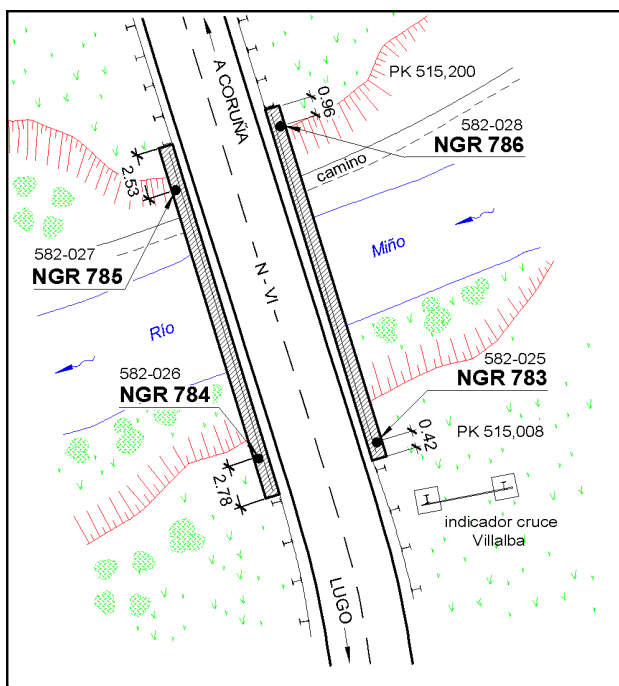 A CORUÑA
PK 515,200
0.96
582-028
NGR 786
camino
2.53
582-027
NGR 785
Miño
N - VI
Río
582-026
NGR 784
582-025
NGR 783
0.42
PK 515,008
2.78
indicador cruce
Villalba
LUGO